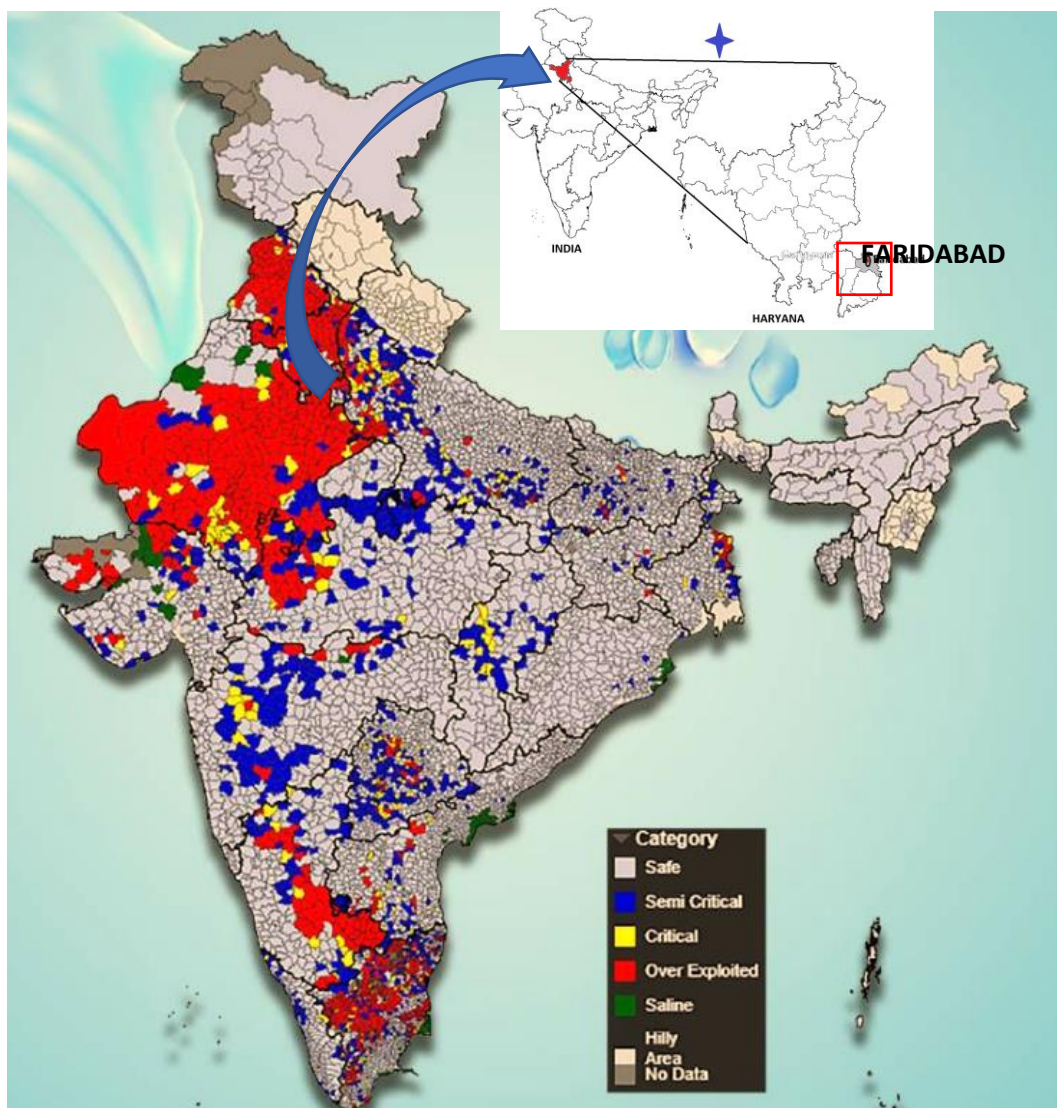 INDIA
FARIDABAD
HARYANA
Category
Safe
Semi Critical
Critical
Over Exploited
Saline
Hilly
Area
No Data